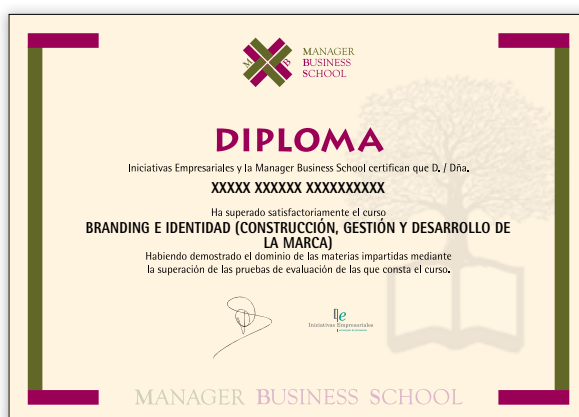 M B
MANAGER
BUSINESS
SCHOOL
DIPLOMA
Iniciativas Empresariales y la Manager Business School certifican que D. / Dña.
XXXXX XXXXXX XXXXXXXXXX
Ha superado satisfactoriamente el curso
BRANDING E IDENTIDAD (CONSTRUCCIÓN, GESTIÓN Y DESARROLLO DE
LA MARCA)
Habiendo demostrado el dominio de las materias impartidas mediante
la superación de las pruebas de evaluación de las que consta el curso.
Ie
Iniciativas Empresariales
MANAGER BUSINESS SCHOOL